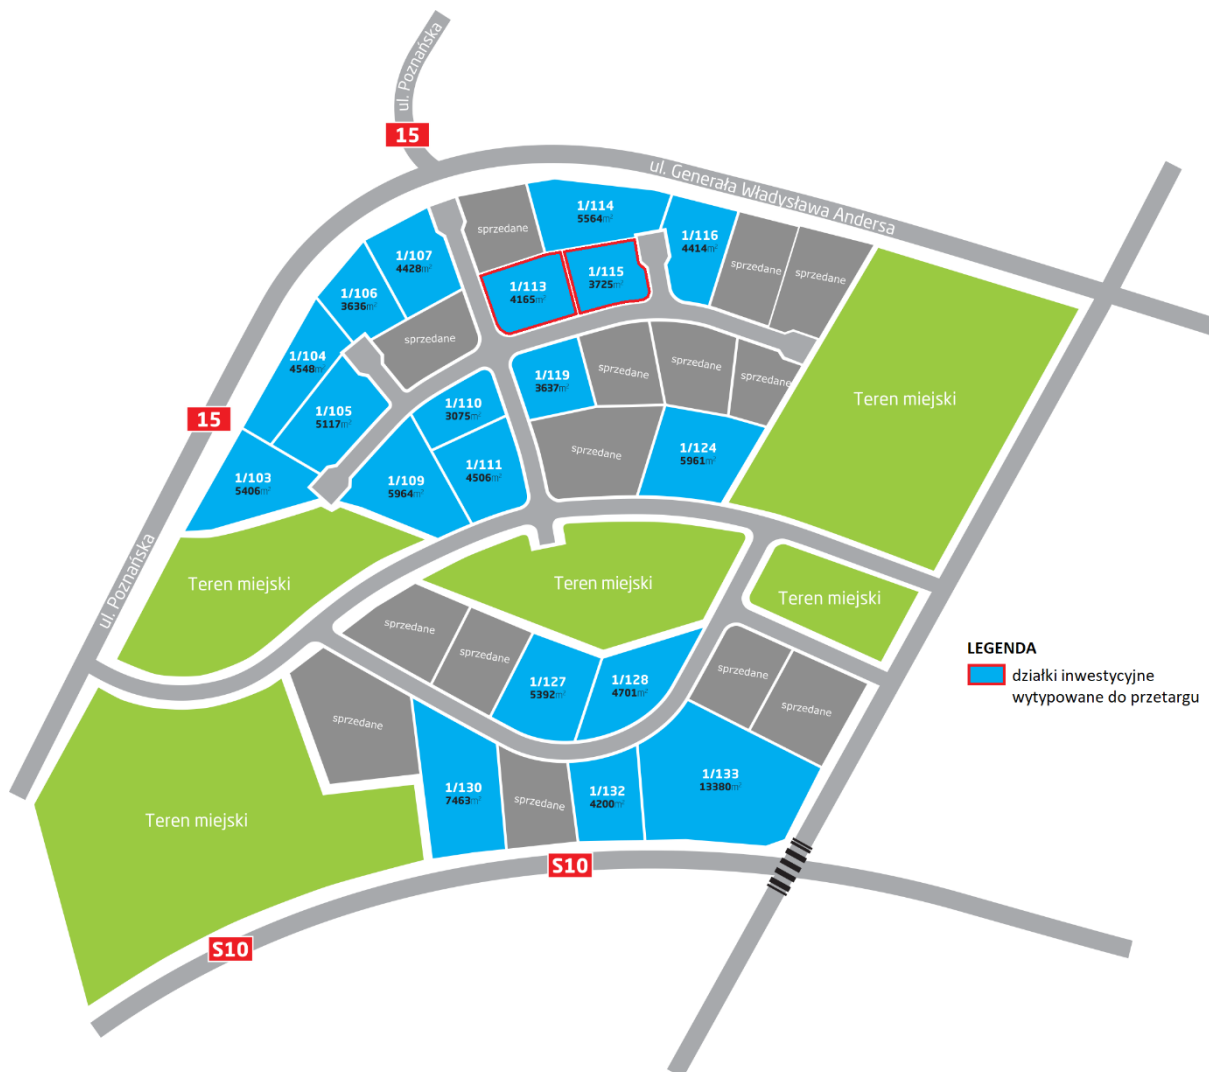 ul. Poznańska
15
ul. Generała Władysława Andersa
sprzedane
1/114
5564m²
1/116
4414m²
1/107
4428m²
sprzedane
sprzedane
1/115
3725m²
1/113
4165m²
1/106
3636m²
sprzedane
1/104
4548m²
sprzedane
sprzedane
1/119
3637m²
sprzedane
Teren miejski
1/105
5117m²
1/110
3075m²
15
sprzedane
1/124
5961m²
1/111
4506m²
1/103
5406m²
1/109
5964m²
ul. Poznańska
Teren miejski
Teren miejski
Teren miejski
sprzedane
sprzedane
LEGENDA
działki inwestycyjne
wytypowane do przetargu
1/127
5392m²
1/128
4701m²
sprzedane
sprzedane
sprzedane
1/133
13380m²
1/130
7463m²
sprzedane
1/132
4200m²
Teren miejski
S10
S10